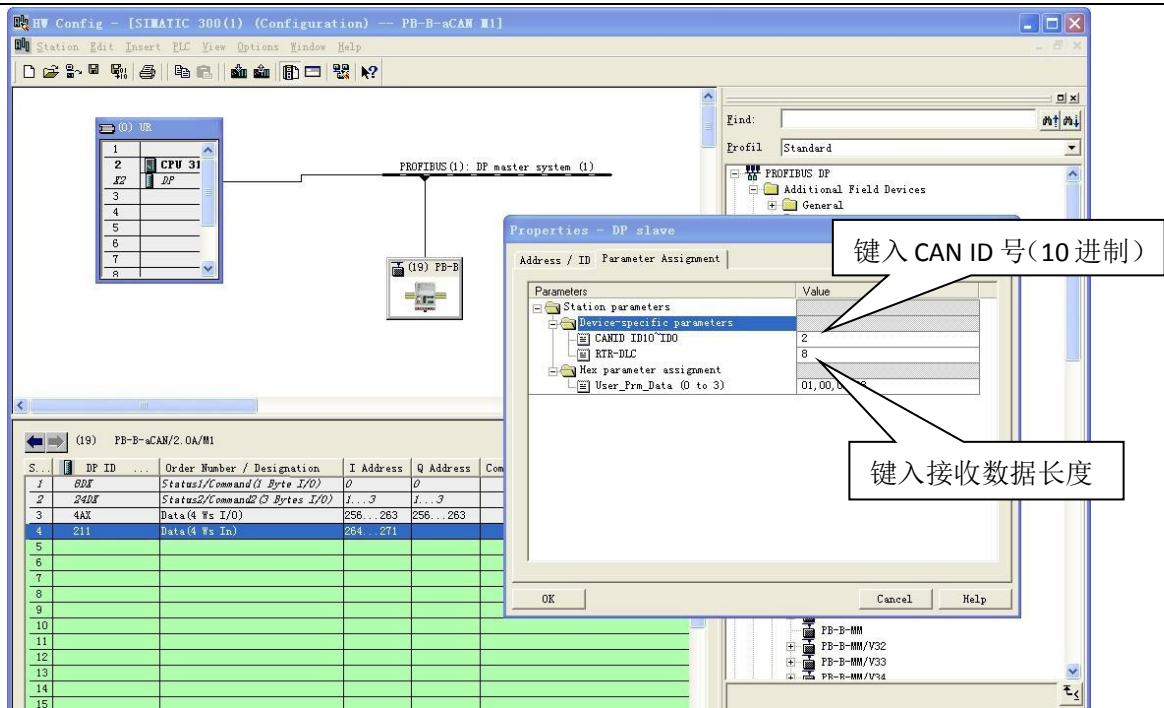 HW Config - [SIMATIC 300(1) (Configuration) -- PB-B-aCAN M1]
Station Edit Insert PLC View Options Window Help
(0) UR
1
2 CPU 31
X2 DP
3
4
5
6
7
8
PROFIBUS(1): DP master system (1)
(19) PB-B
Find:
Profil Standard
PROFIBUS DP
Additional Field Devices
General
Properties - DP slave
Address / ID Parameter Assignment
Parameters Value
Station parameters
Device-specific parameters
CANID ID10~ID0 2
RTR-DLC 8
Hex parameter assignment
User_Prm_Data (0 to 3) 01,00,
OK Cancel Help
键入 CAN ID 号(10 进制)
键入接收数据长度
(19) PB-B-aCAN/2.0A/M1
S... DP ID ... Order Number / Designation I Address Q Address Com
1 8DX Status1/Command(1 Byte I/O) 0 0
2 24DX Status2/Command2(3 Bytes I/O) 1...3 1...3
3 4AX Data(4 Ws I/O) 256...263 256...263
4 211 Data(4 Ws In) 264...271
5
6
7
8
9
10
11
12
13
14
15
PB-B-MM
PB-B-MM/V32
PB-B-MM/V33
PB-B-MM/V34